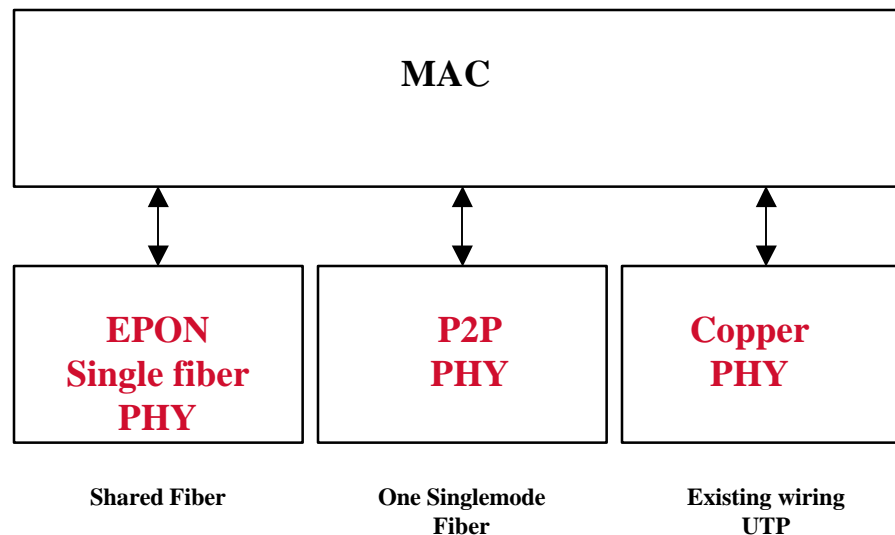 MAC
EPON
Single fiber
PHY
P2P
PHY
Copper
PHY
Shared Fiber
One Singlemode
Fiber
Existing wiring
UTP